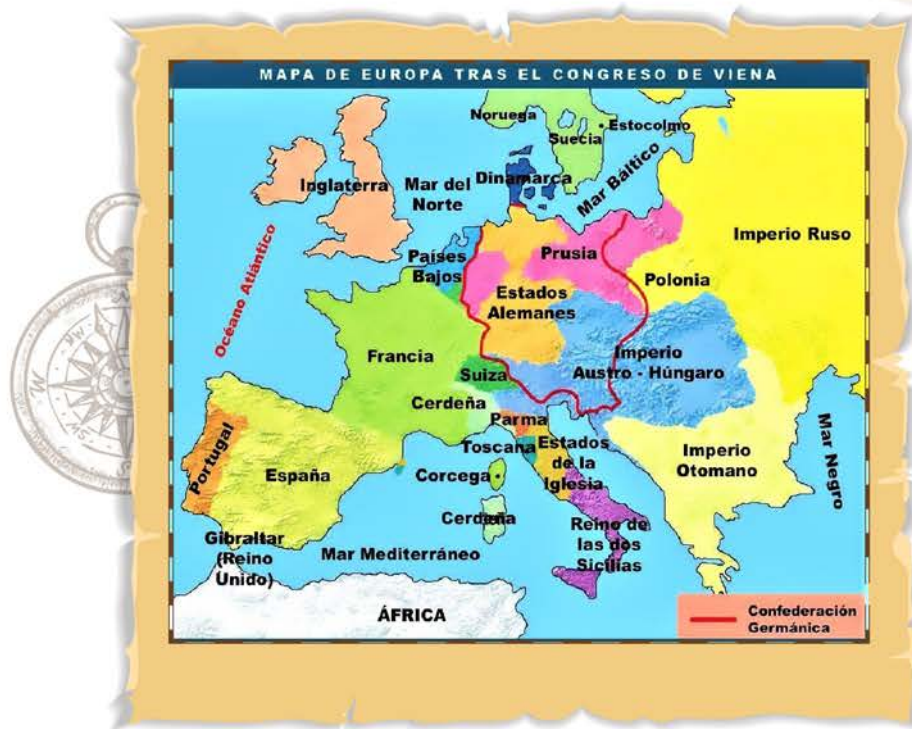 MAPA DE EUROPA TRAS EL CONGRESO DE VIENA
Noruega
Estocolmo
Suecia
Mar Báltico
Dinamarca
Inglaterra
Mar del
Norte
Océano Atlántico
Países
Bajos
Prusia
Imperio Ruso
Polonia
Estados
Alemanes
Francia
Suiza
Imperio
Austro - Húngaro
Cerdeña
Parma
Toscana
Estados
de la
Iglesia
Portugal
España
Corcega
Cerdeña
Imperio
Otomano
Mar Negro
Reino de
las dos
Sicilias
Gibraltar
(Reino
Unido)
Mar Mediterráneo
ÁFRICA
Confederación
Germánica
W
SW
S